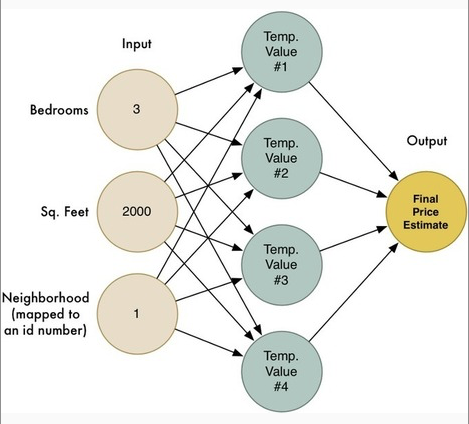 Input
Bedrooms
3
Sq. Feet
2000
Neighborhood
(mapped to
an id number)
1
Temp.
Value
#1
Temp.
Value
#2
Temp.
Value
#3
Temp.
Value
#4
Output
Final
Price
Estimate